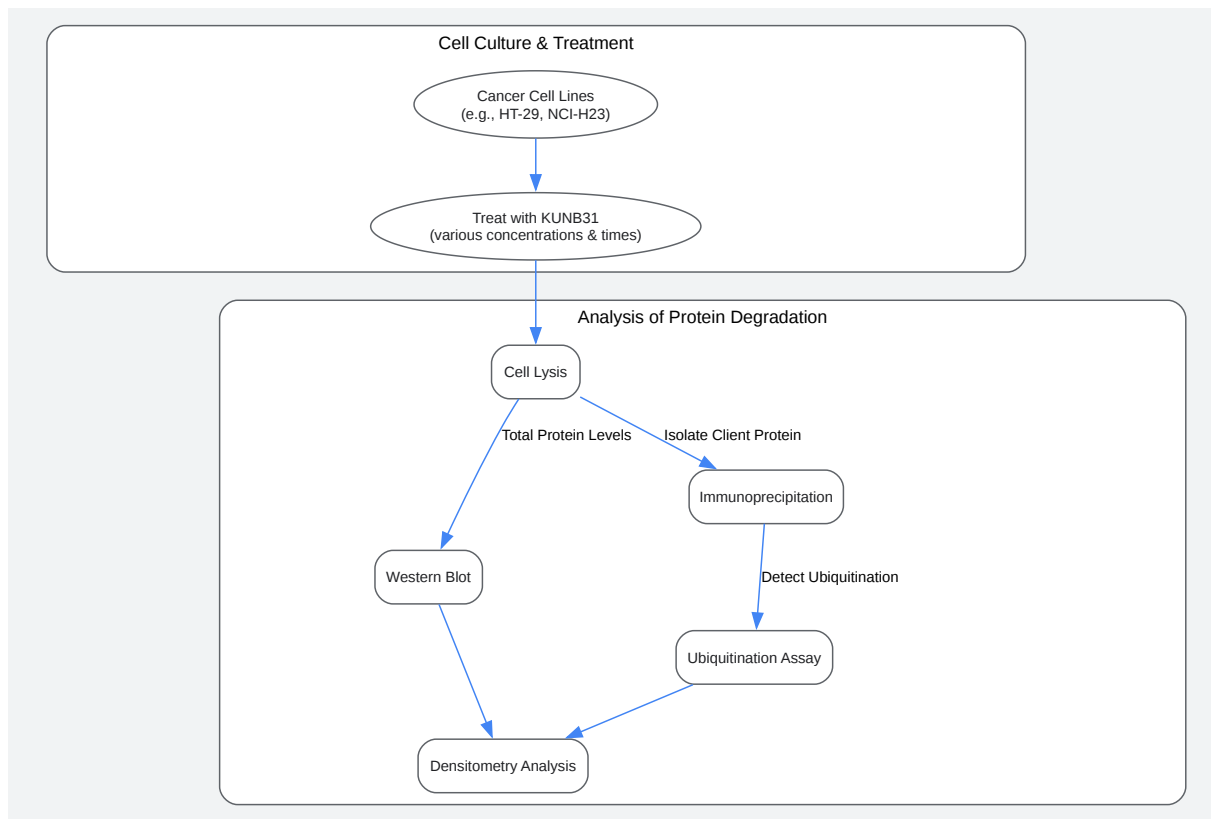 Cell Culture & Treatment
Cancer Cell Lines
(e.g., HT-29, NCI-H23)
Treat with KUNB31
(various concentrations & times)
Analysis of Protein Degradation
Cell Lysis
Total Protein Levels
Isolate Client Protein
Immunoprecipitation
Western Blot
Detect Ubiquitination
Ubiquitination Assay
Densitometry Analysis